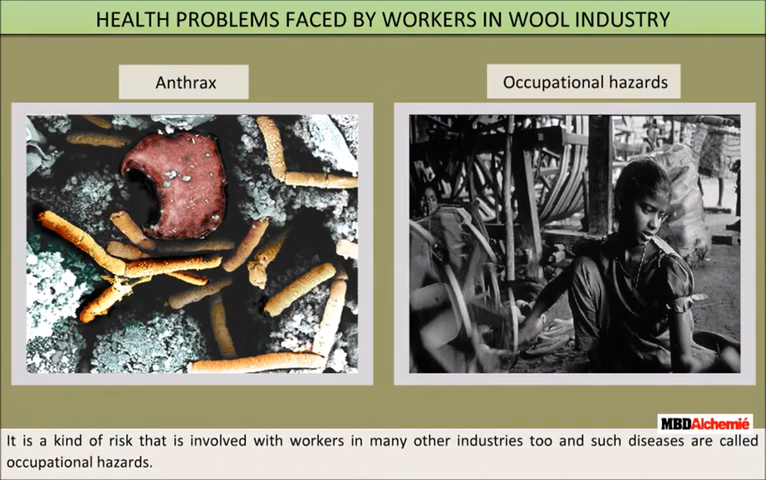 HEALTH PROBLEMS FACED BY WORKERS IN WOOL INDUSTRY
Anthrax
Occupational hazards
MBDAlchemié
It is a kind of risk that is involved with workers in many other industries too and such diseases are called
occupational hazards.